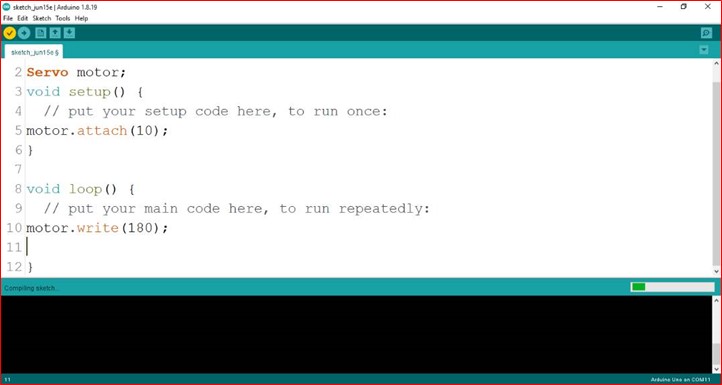 sketch_jun15e | Arduino 1.8.19
File Edit Sketch Tools Help
sketch_jun15e §
2 Servo motor;
3 void setup() {
4 // put your setup code here, to run once:
5 motor.attach(10);
6 }
7
8 void loop() {
9 // put your main code here, to run repeatedly:
10 motor.write(180);
11
12 }
Compiling sketch...
11
Arduino Uno on COM11